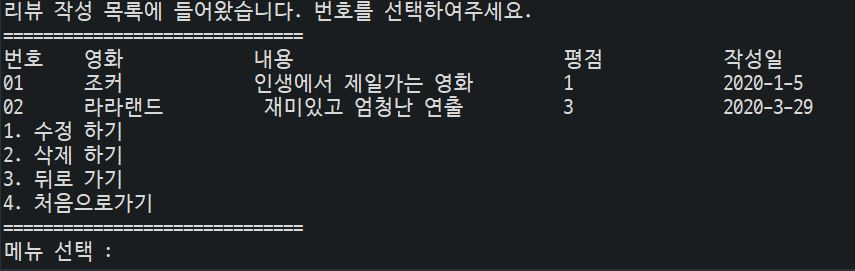 리뷰 작성 목록에 들어왔습니다. 번호를 선택하여주세요.
==============================
번호 영화 내용 평점 작성일
01 조커 인생에서 제일가는 영화 1 2020-1-5
02 라라랜드 재미있고 엄청난 연출 3 2020-3-29
1. 수정 하기
2. 삭제 하기
3. 뒤로 가기
4. 처음으로가기
==============================
메뉴 선택 :